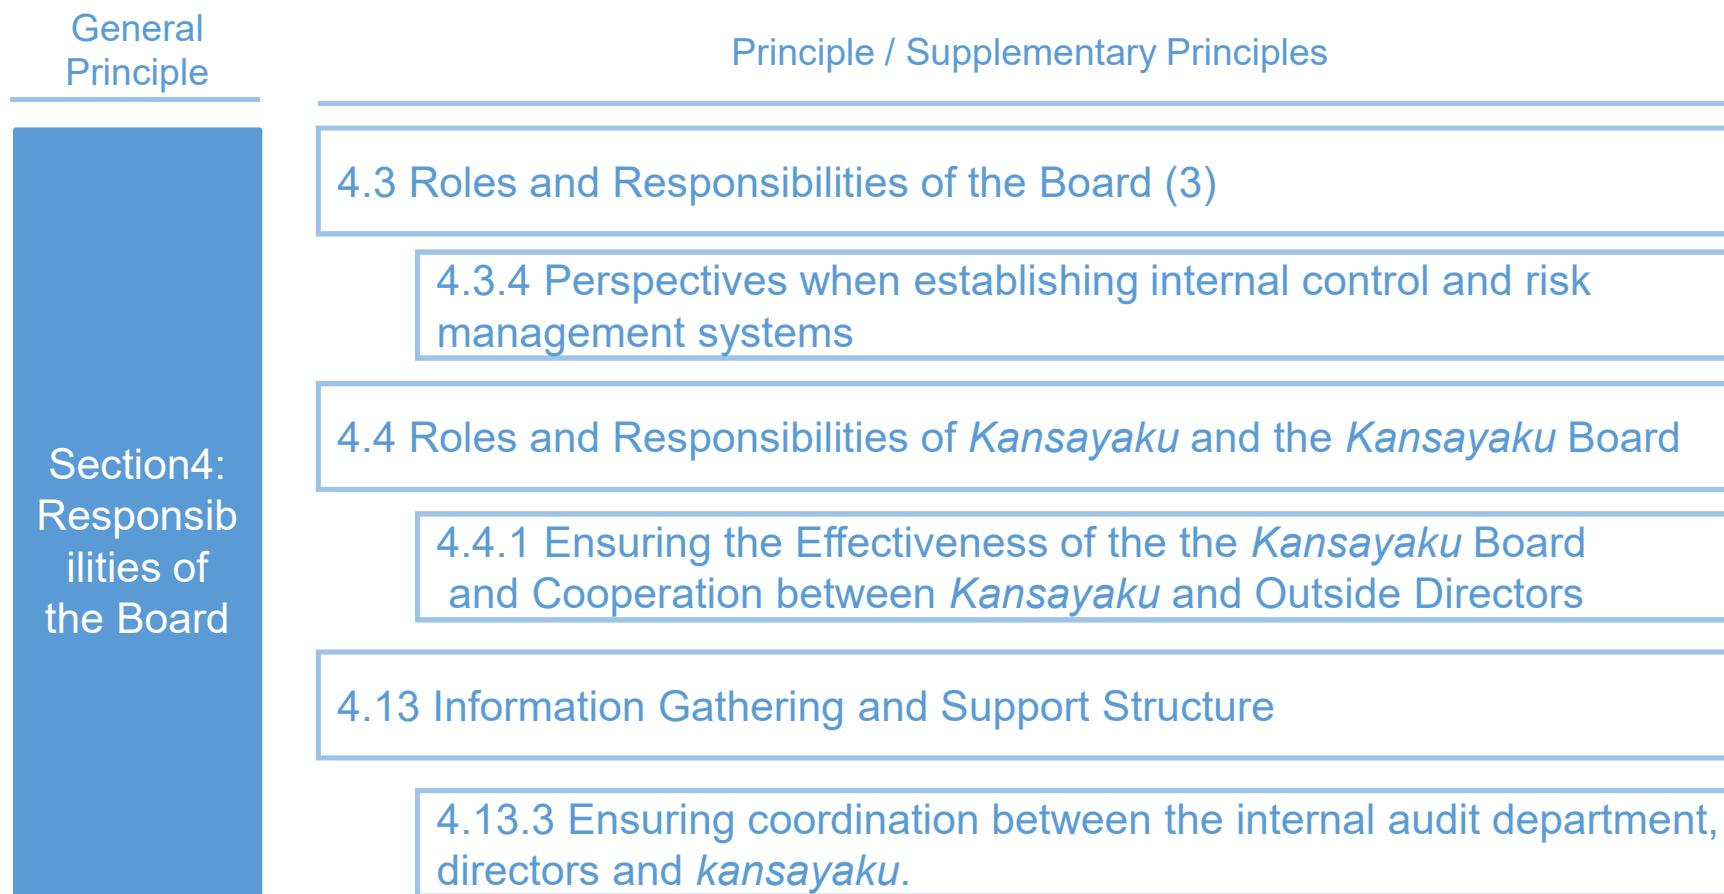 General
Principle
Principle / Supplementary Principles
Section4:
Responsib
ilities of
the Board
4.3 Roles and Responsibilities of the Board (3)
4.3.4 Perspectives when establishing internal control and risk
management systems
4.4 Roles and Responsibilities of Kansayaku and the Kansayaku Board
4.4.1 Ensuring the Effectiveness of the the Kansayaku Board
and Cooperation between Kansayaku and Outside Directors
4.13 Information Gathering and Support Structure
4.13.3 Ensuring coordination between the internal audit department,
directors and kansayaku.